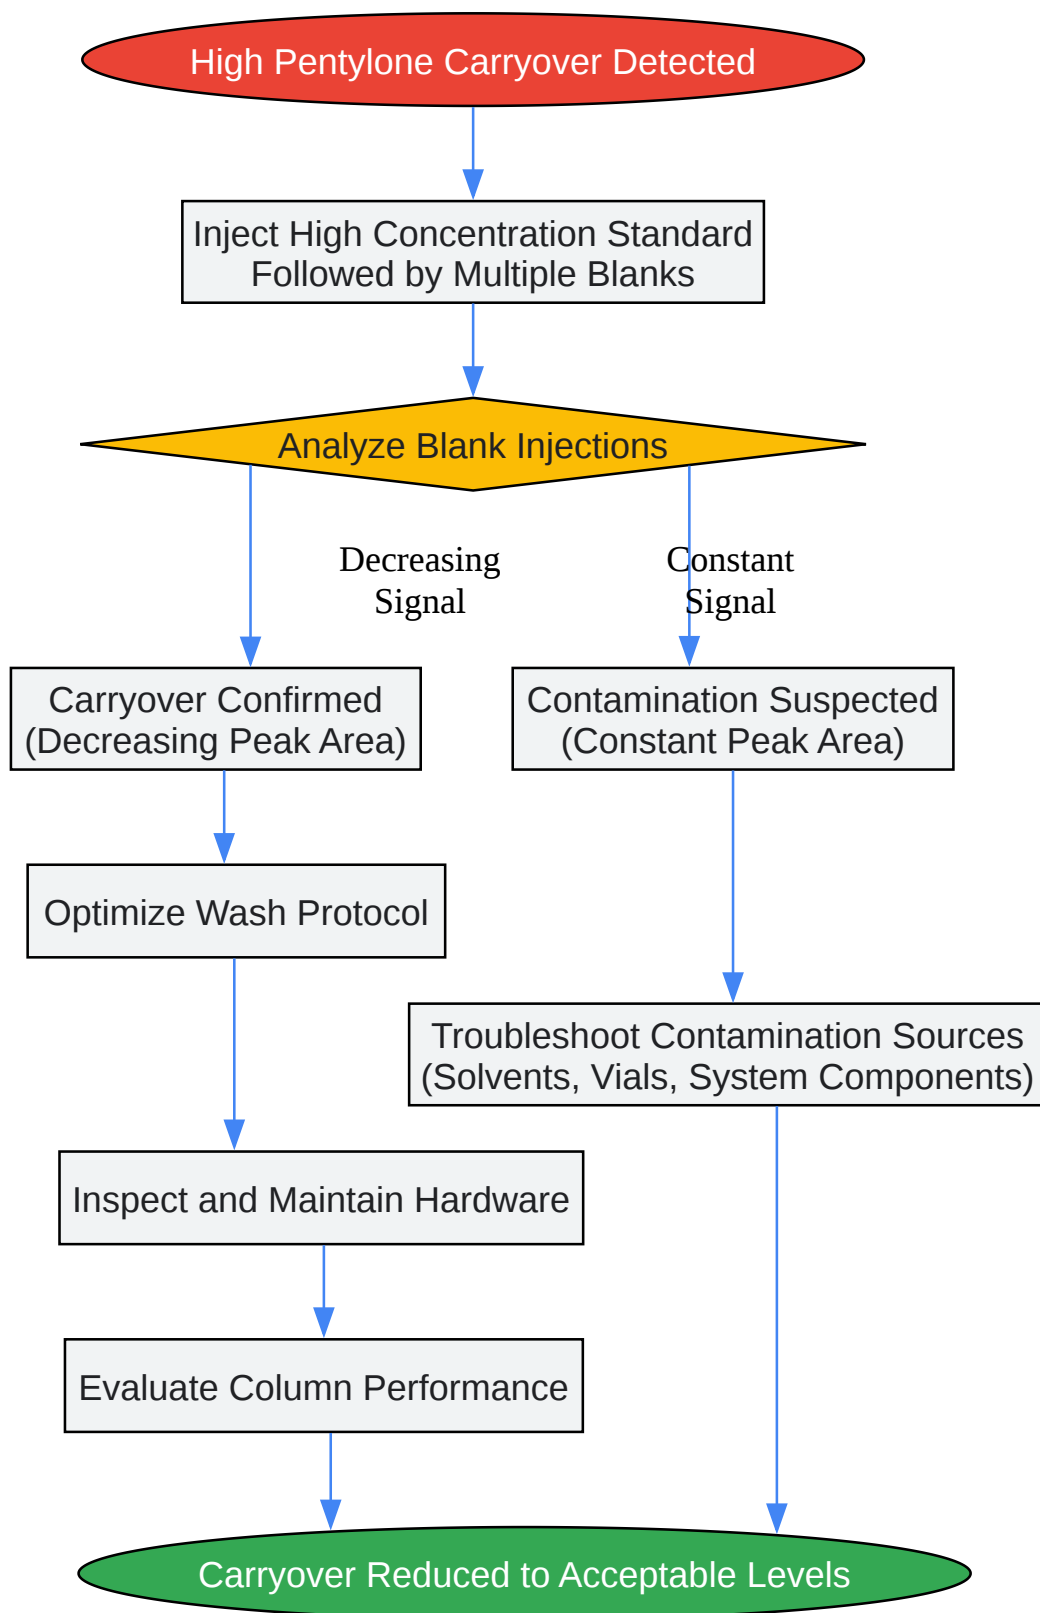 High Pentylone Carryover Detected
Inject High Concentration Standard
Followed by Multiple Blanks
Analyze Blank Injections
Decreasing
Signal
Constant
Signal
Carryover Confirmed
(Decreasing Peak Area)
Contamination Suspected
(Constant Peak Area)
Optimize Wash Protocol
Troubleshoot Contamination Sources
(Solvents, Vials, System Components)
Inspect and Maintain Hardware
Evaluate Column Performance
Carryover Reduced to Acceptable Levels